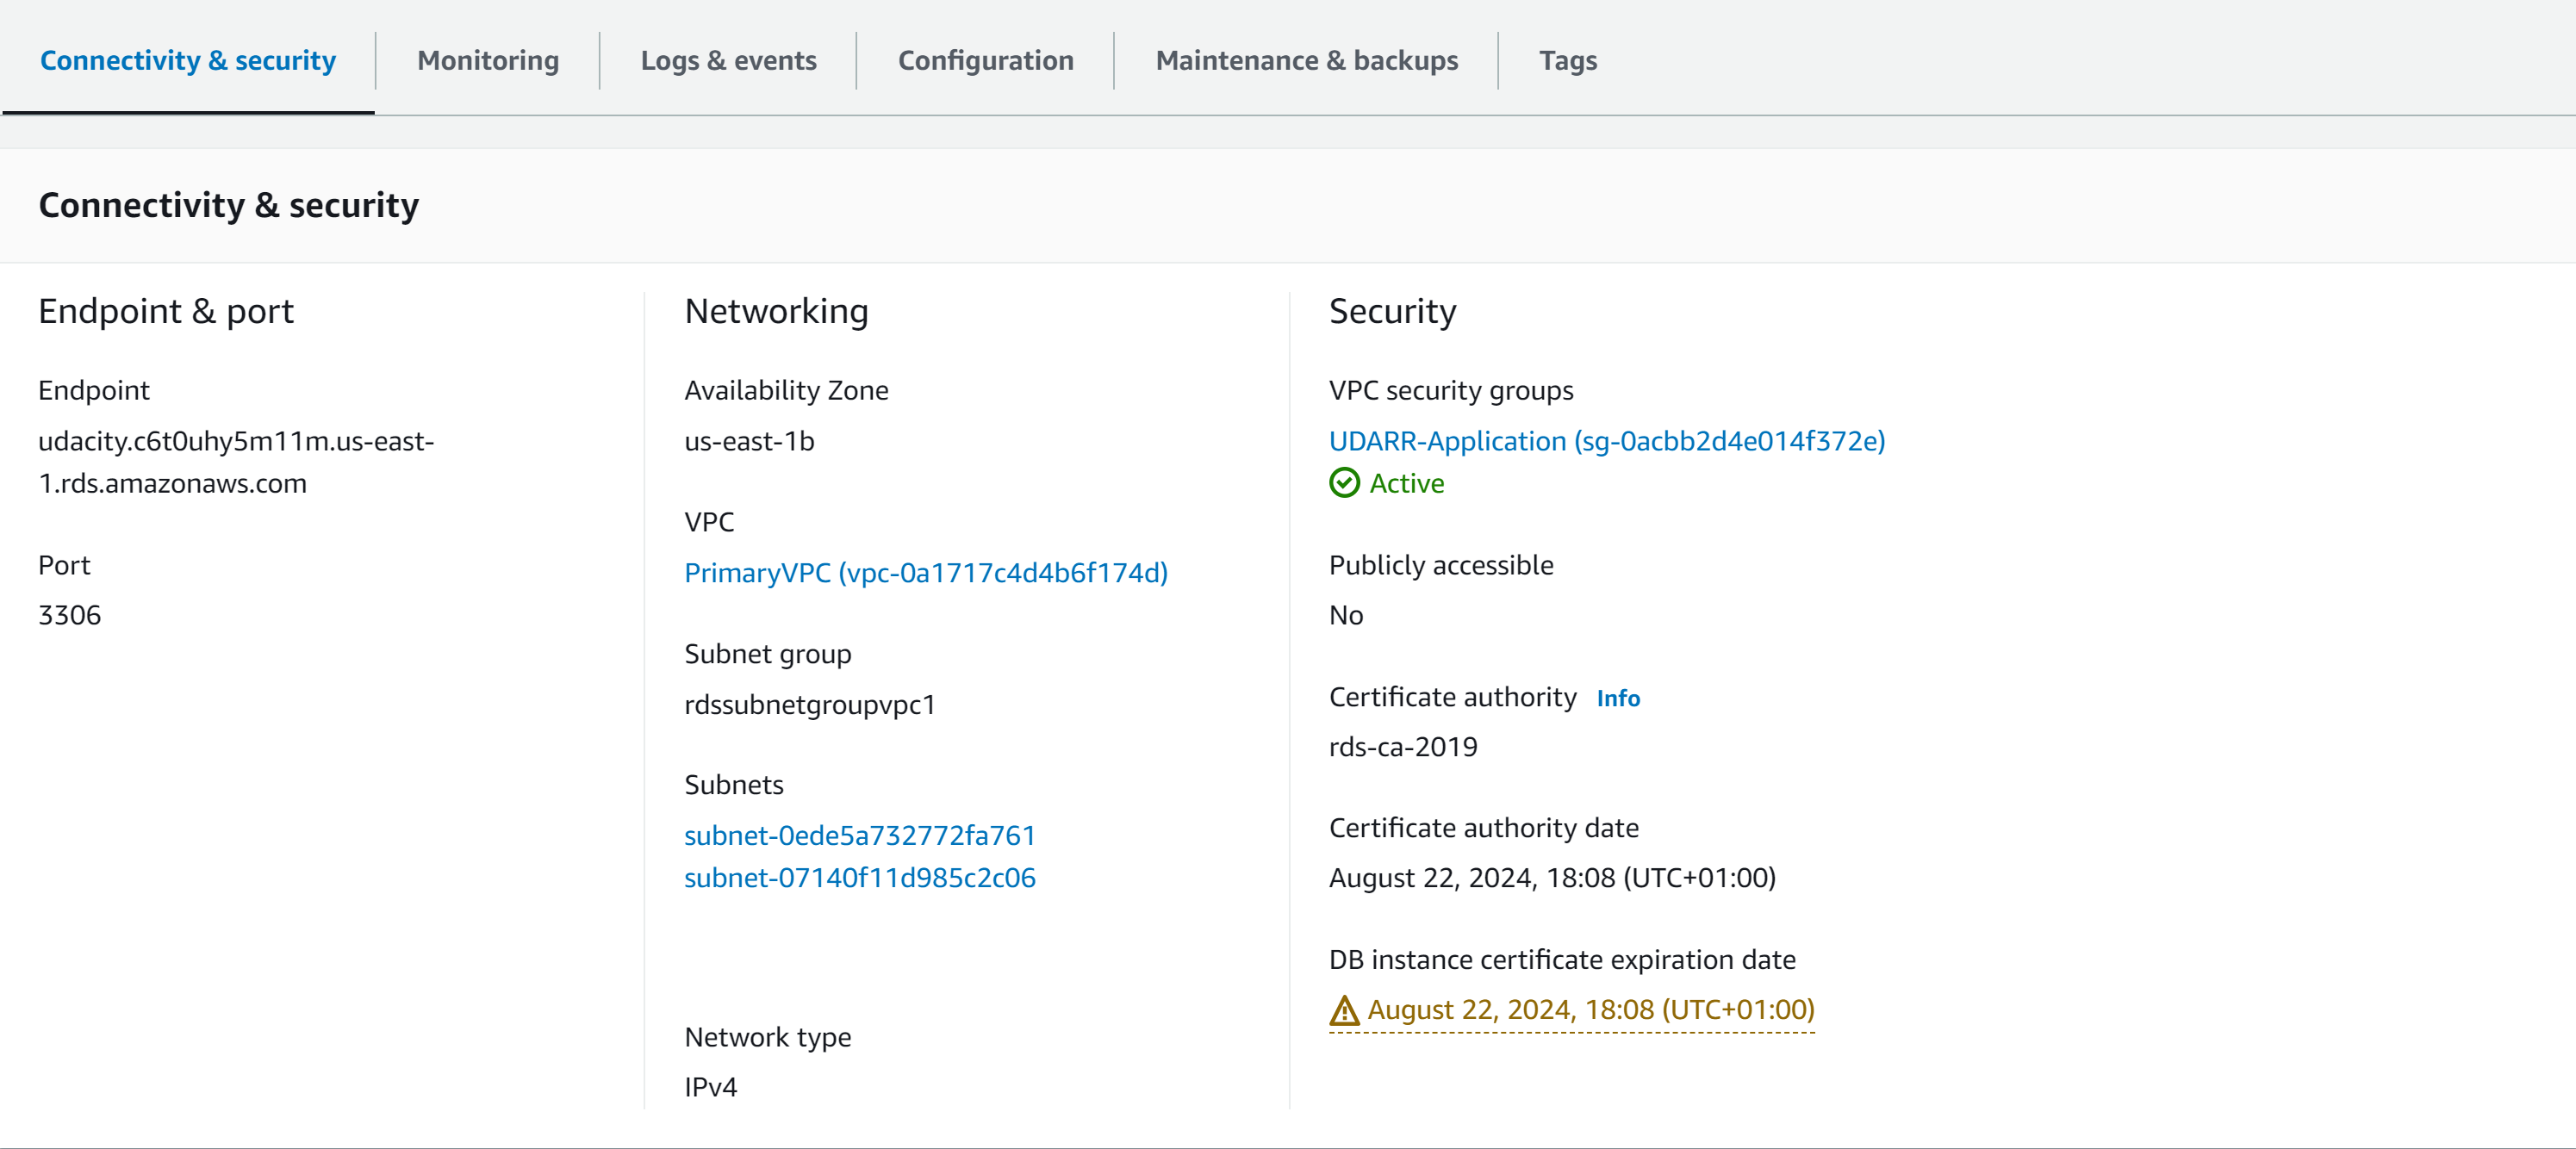 Connectivity & security
Monitoring
Logs & events
Configuration
Maintenance & backups
Tags
Connectivity & security
Endpoint & port
Endpoint
udacity.c6t0uhy5m11m.us-east-
1.rds.amazonaws.com
Port
3306
Networking
Availability Zone
us-east-1b
VPC
PrimaryVPC (vpc-0a1717c4d4b6f174d)
Subnet group
rdssubnetgroupvpc1
Subnets
subnet-0ede5a732772fa761
subnet-07140f11d985c2c06
Network type
IPv4
Security
VPC security groups
UDARR-Application (sg-0acbb2d4e014f372e)
Active
Publicly accessible
No
Certificate authority Info
rds-ca-2019
Certificate authority date
August 22, 2024, 18:08 (UTC+01:00)
DB instance certificate expiration date
August 22, 2024, 18:08 (UTC+01:00)